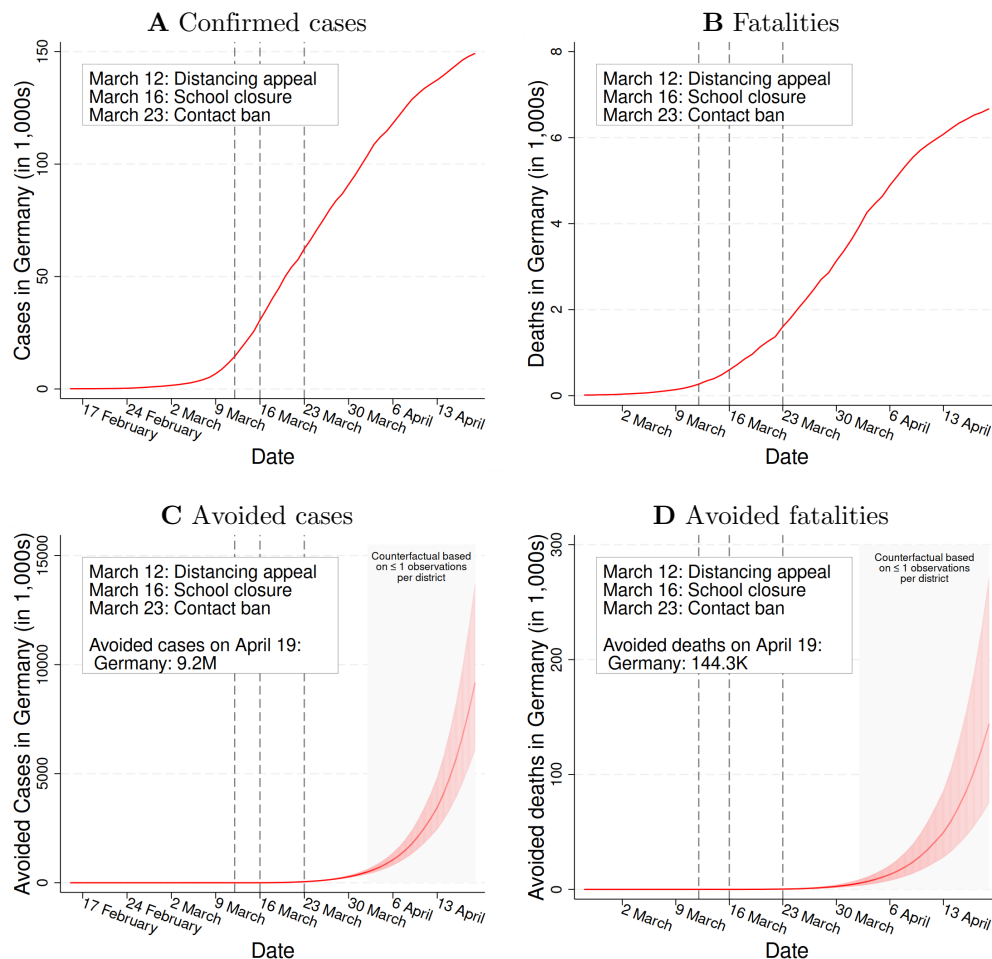 A Confirmed cases
Cases in Germany (in 1,000s)
150
100
50
0
March 12: Distancing appeal
March 16: School closure
March 23: Contact ban
17 February
24 February
2 March
9 March
16 March
23 March
30 March
6 April
13 April
Date
B Fatalities
Deaths in Germany (in 1,000s)
8
6
4
2
0
March 12: Distancing appeal
March 16: School closure
March 23: Contact ban
2 March
9 March
16 March
23 March
30 March
6 April
13 April
Date
C Avoided cases
Avoided Cases in Germany (in 1,000s)
15000
10000
5000
0
March 12: Distancing appeal
March 16: School closure
March 23: Contact ban
Avoided cases on April 19:
Germany: 9.2M
Counterfactual based
on ≤ 1 observations
per district
17 February
24 February
2 March
9 March
16 March
23 March
30 March
6 April
13 April
Date
D Avoided fatalities
Avoided deaths in Germany (in 1,000s)
300
200
100
0
March 12: Distancing appeal
March 16: School closure
March 23: Contact ban
Avoided deaths on April 19:
Germany: 144.3K
Counterfactual based
on ≤ 1 observations
per district
2 March
9 March
16 March
23 March
30 March
6 April
13 April
Date